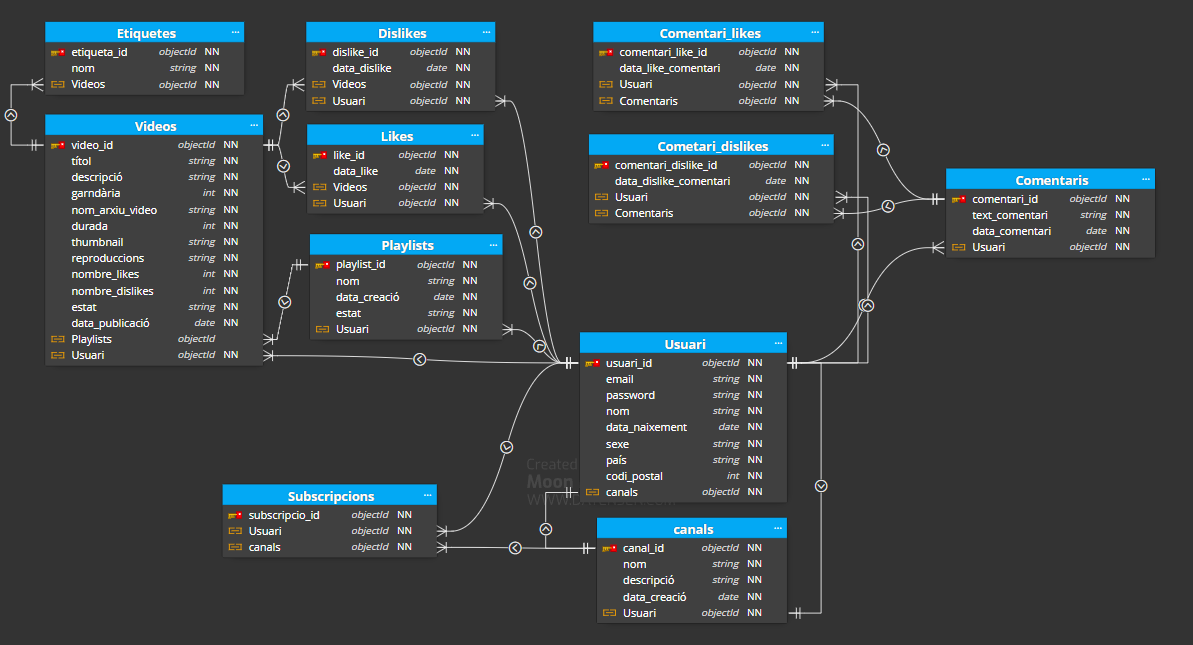 Etiquetes ...
etiqueta_id objectId NN
nom string NN
Videos objectId NN
Videos ...
video_id objectId NN
títol string NN
descripció string NN
garndària int NN
nom_arxiu_video string NN
durada int NN
thumbnail string NN
reproduccions string NN
nombre_likes int NN
nombre_dislikes int NN
estat string NN
data_publicació date NN
Playlists objectId
Usuari objectId NN
Dislikes ...
dislike_id objectId NN
data_dislike date NN
Videos objectId NN
Usuari objectId NN
Likes ...
like_id objectId NN
data_like date NN
Videos objectId NN
Usuari objectId NN
Playlists ...
playlist_id objectId NN
nom string NN
data_creació date NN
estat string NN
Usuari objectId NN
Comentari_likes ...
comentari_like_id objectId NN
data_like_comentari date NN
Usuari objectId NN
Comentaris objectId NN
Cometari_dislikes ...
comentari_dislike_id objectId NN
data_dislike_comentari date NN
Usuari objectId NN
Comentaris objectId NN
Comentaris ...
comentari_id objectId NN
text_comentari string NN
data_comentari date NN
Usuari objectId NN
Usuari ...
usuari_id objectId NN
email string NN
password string NN
nom string NN
data_naixement date NN
sexe string NN
país string NN
codi_postal int NN
canals objectId NN
Created
Moon
Subscripcions ...
subscripcio_id objectId NN
Usuari objectId NN
canals objectId NN
canals ...
canal_id objectId NN
nom string NN
descripció string NN
data_creació date NN
Usuari objectId NN